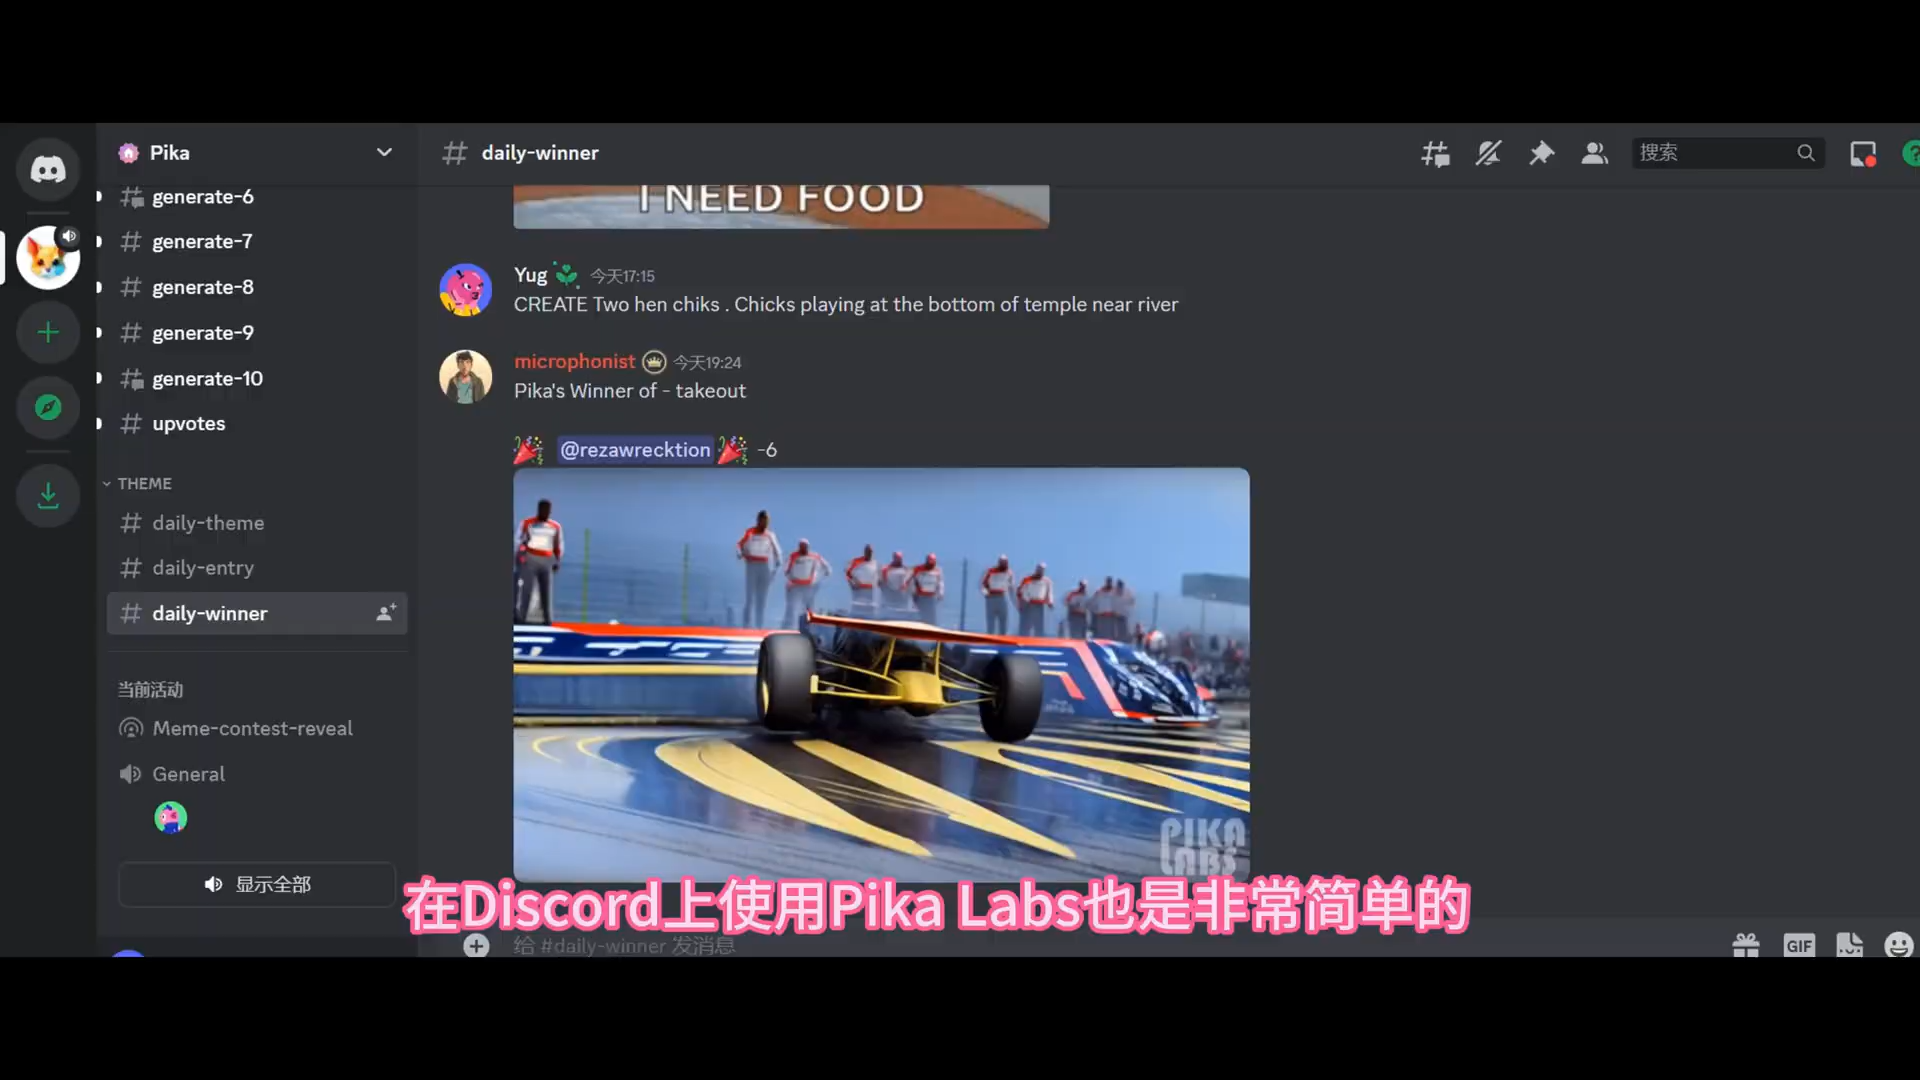 Pika
generate-6
generate-7
generate-8
generate-9
generate-10
upvotes
THEME
daily-theme
daily-entry
daily-winner
当前活动
Meme-contest-reveal
General
显示全部
daily-winner
搜索
I NEED FOOD
Yug 今天17:15
CREATE Two hen chiks . Chicks playing at the bottom of temple near river
microphonist 今天19:24
Pika's Winner of - takeout
@rezawrecktion -6
PIKA
LABS
在Discord上使用Pika Labs也是非常简单的
给 #daily-winner 发消息
GIF